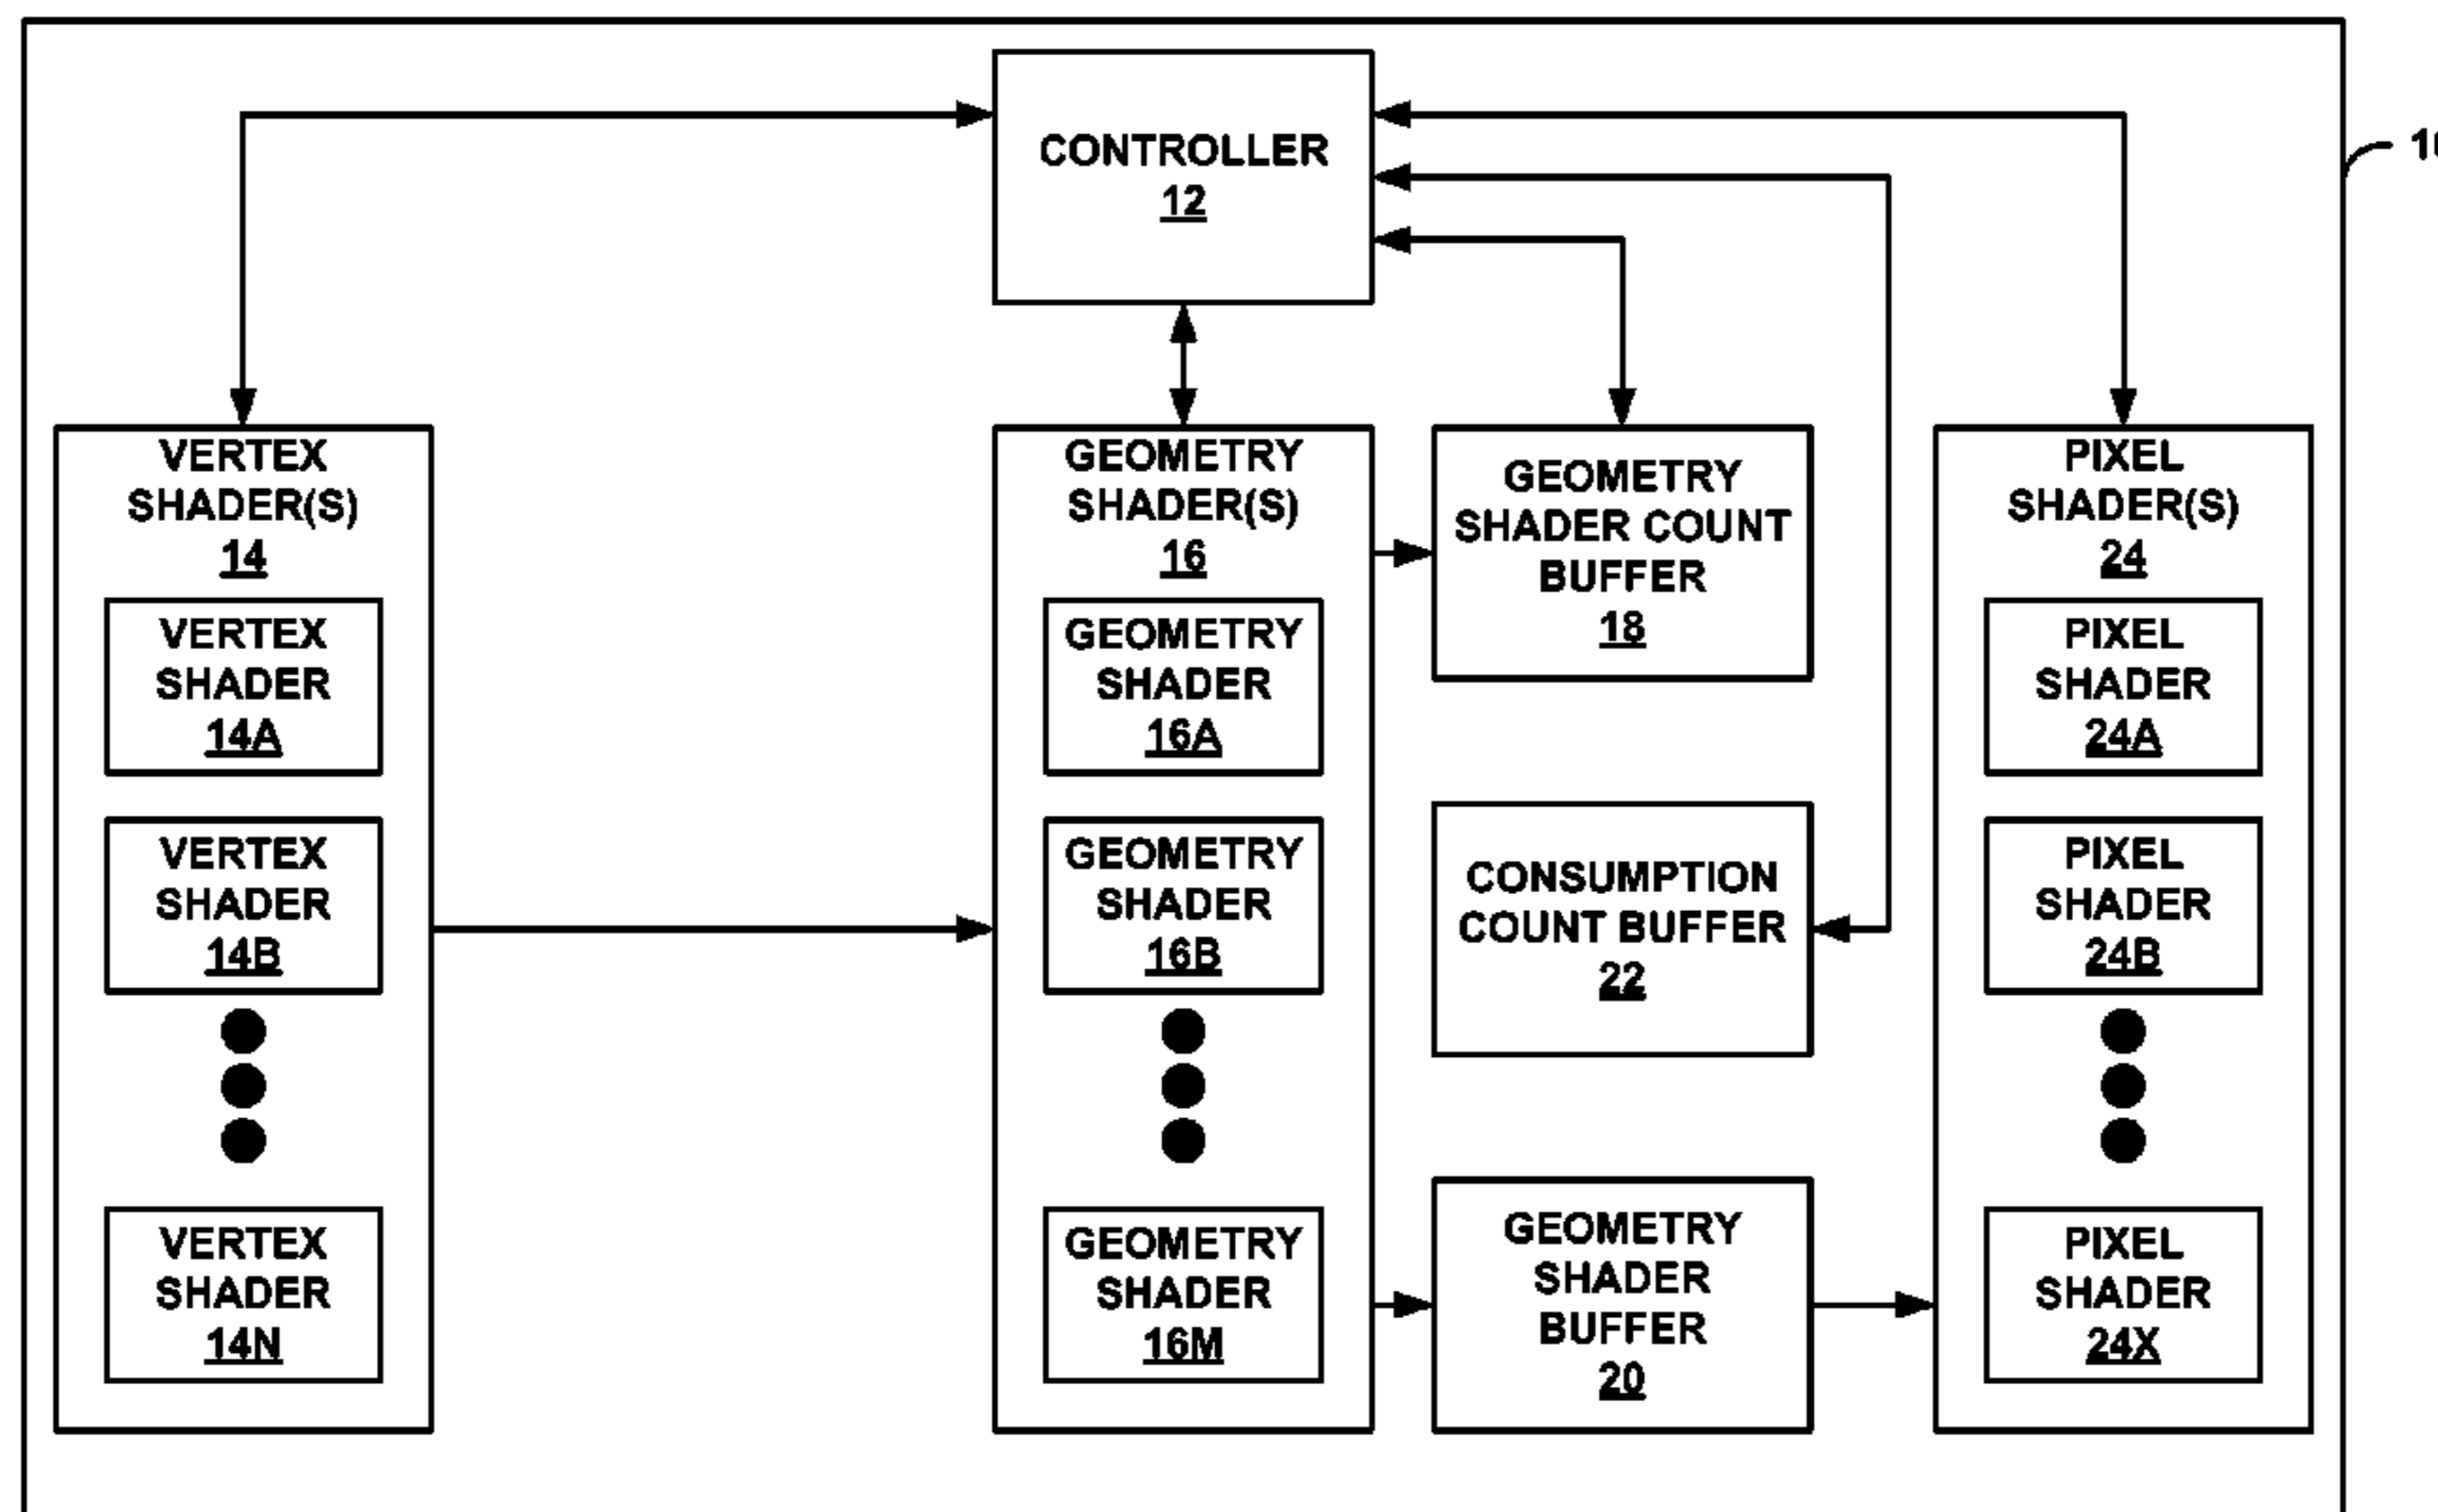 CONTROLLER
12
VERTEX
SHADER(S)
14
VERTEX
SHADER
14A
VERTEX
SHADER
14B
VERTEX
SHADER
14N
GEOMETRY
SHADER(S)
16
GEOMETRY
SHADER
16A
GEOMETRY
SHADER
16B
GEOMETRY
SHADER
16M
GEOMETRY
SHADER COUNT
BUFFER
18
CONSUMPTION
COUNT BUFFER
22
GEOMETRY
SHADER
BUFFER
20
PIXEL
SHADER(S)
24
PIXEL
SHADER
24A
PIXEL
SHADER
24B
PIXEL
SHADER
24X